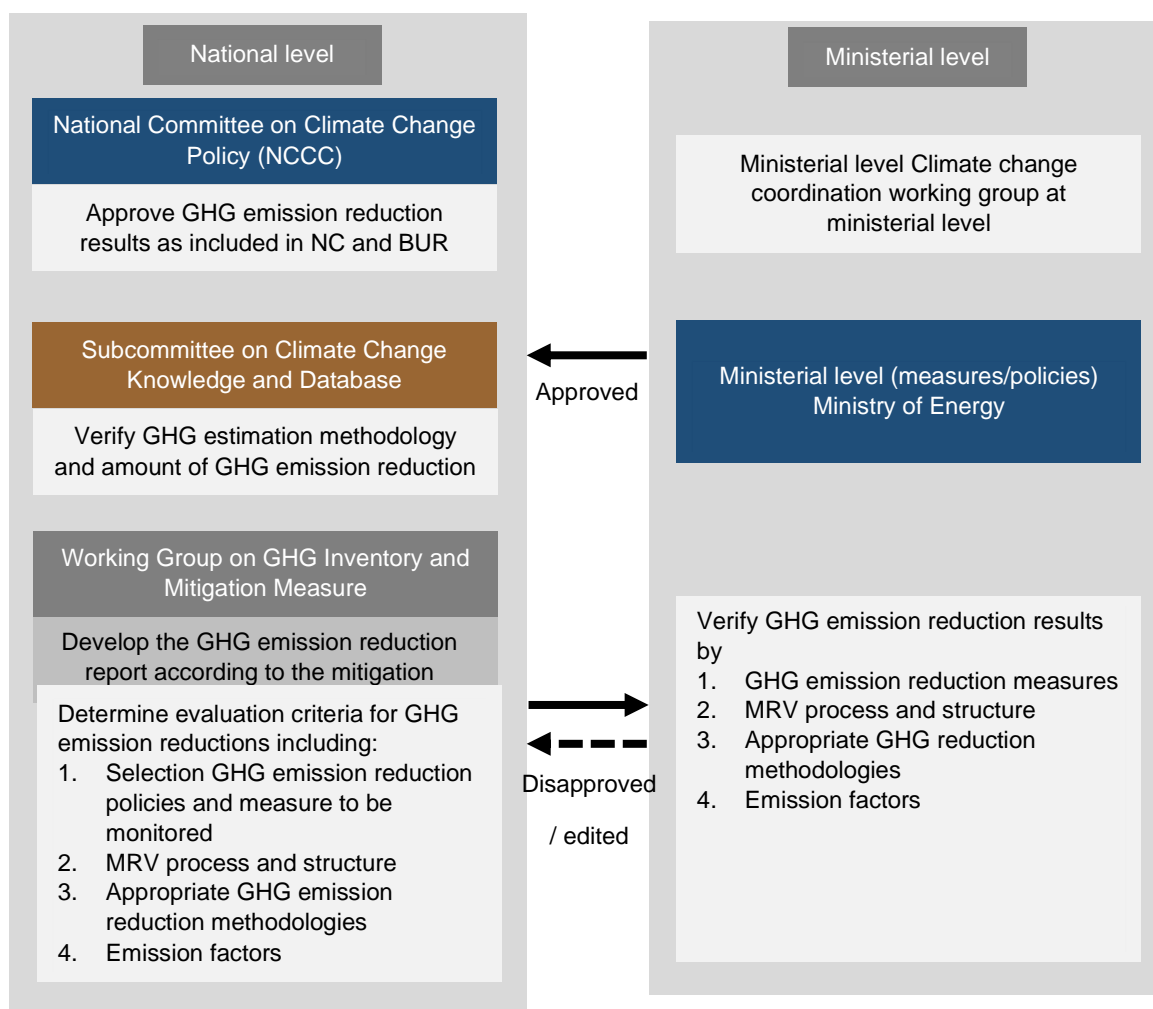 National level
National Committee on Climate Change
Policy (NCCC)
Approve GHG emission reduction
results as included in NC and BUR
Subcommittee on Climate Change
Knowledge and Database
Verify GHG estimation methodology
and amount of GHG emission reduction
Working Group on GHG Inventory and
Mitigation Measure
Develop the GHG emission reduction
report according to the mitigation
Determine evaluation criteria for GHG
emission reductions including:
1. Selection GHG emission reduction
policies and measure to be
monitored
2. MRV process and structure
3. Appropriate GHG emission
reduction methodologies
4. Emission factors
Approved
Disapproved
/ edited
Ministerial level
Ministerial level Climate change
coordination working group at
ministerial level
Ministerial level (measures/policies)
Ministry of Energy
Verify GHG emission reduction results
by
1. GHG emission reduction measures
2. MRV process and structure
3. Appropriate GHG reduction
methodologies
4. Emission factors